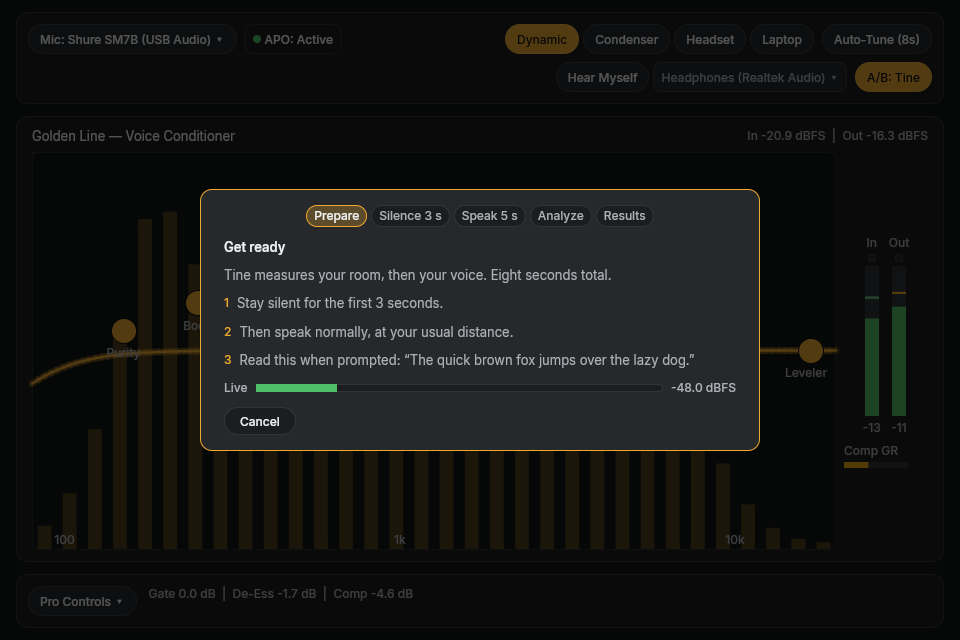 Mic: Shure SM7B (USB Audio) ▾ APO: Active Dynamic Condenser Headset Laptop Auto-Tune (8s)
Hear Myself Headphones (Realtek Audio) ▾ A/B: Tine
Golden Line — Voice Conditioner In -20.9 dBFS | Out -16.3 dBFS
Prepare Silence 3 s Speak 5 s Analyze Results
Get ready
Tine measures your room, then your voice. Eight seconds total.
1 Stay silent for the first 3 seconds.
2 Then speak normally, at your usual distance.
3 Read this when prompted: “The quick brown fox jumps over the lazy dog.”
Live -48.0 dBFS
Cancel
Purity
Leveler
In Out
-13 -11
Comp GR
100 1k 10k
Pro Controls ▾ Gate 0.0 dB | De-Ess -1.7 dB | Comp -4.6 dB